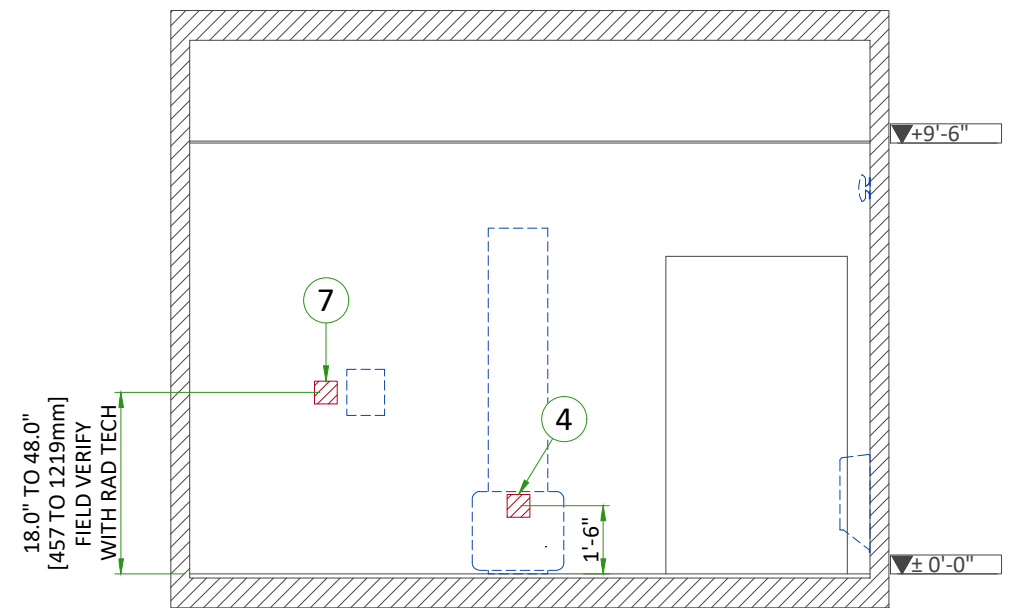 +9'-6"
7
4
18.0" TO 48.0"
[457 TO 1219mm]
FIELD VERIFY
WITH RAD TECH
1'-6"
± 0'-0"